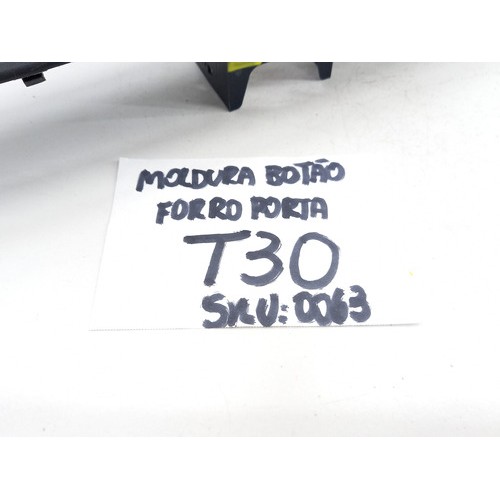 MOLDURA BOTÃO
FORRO PORTA
T30
SKU:0063